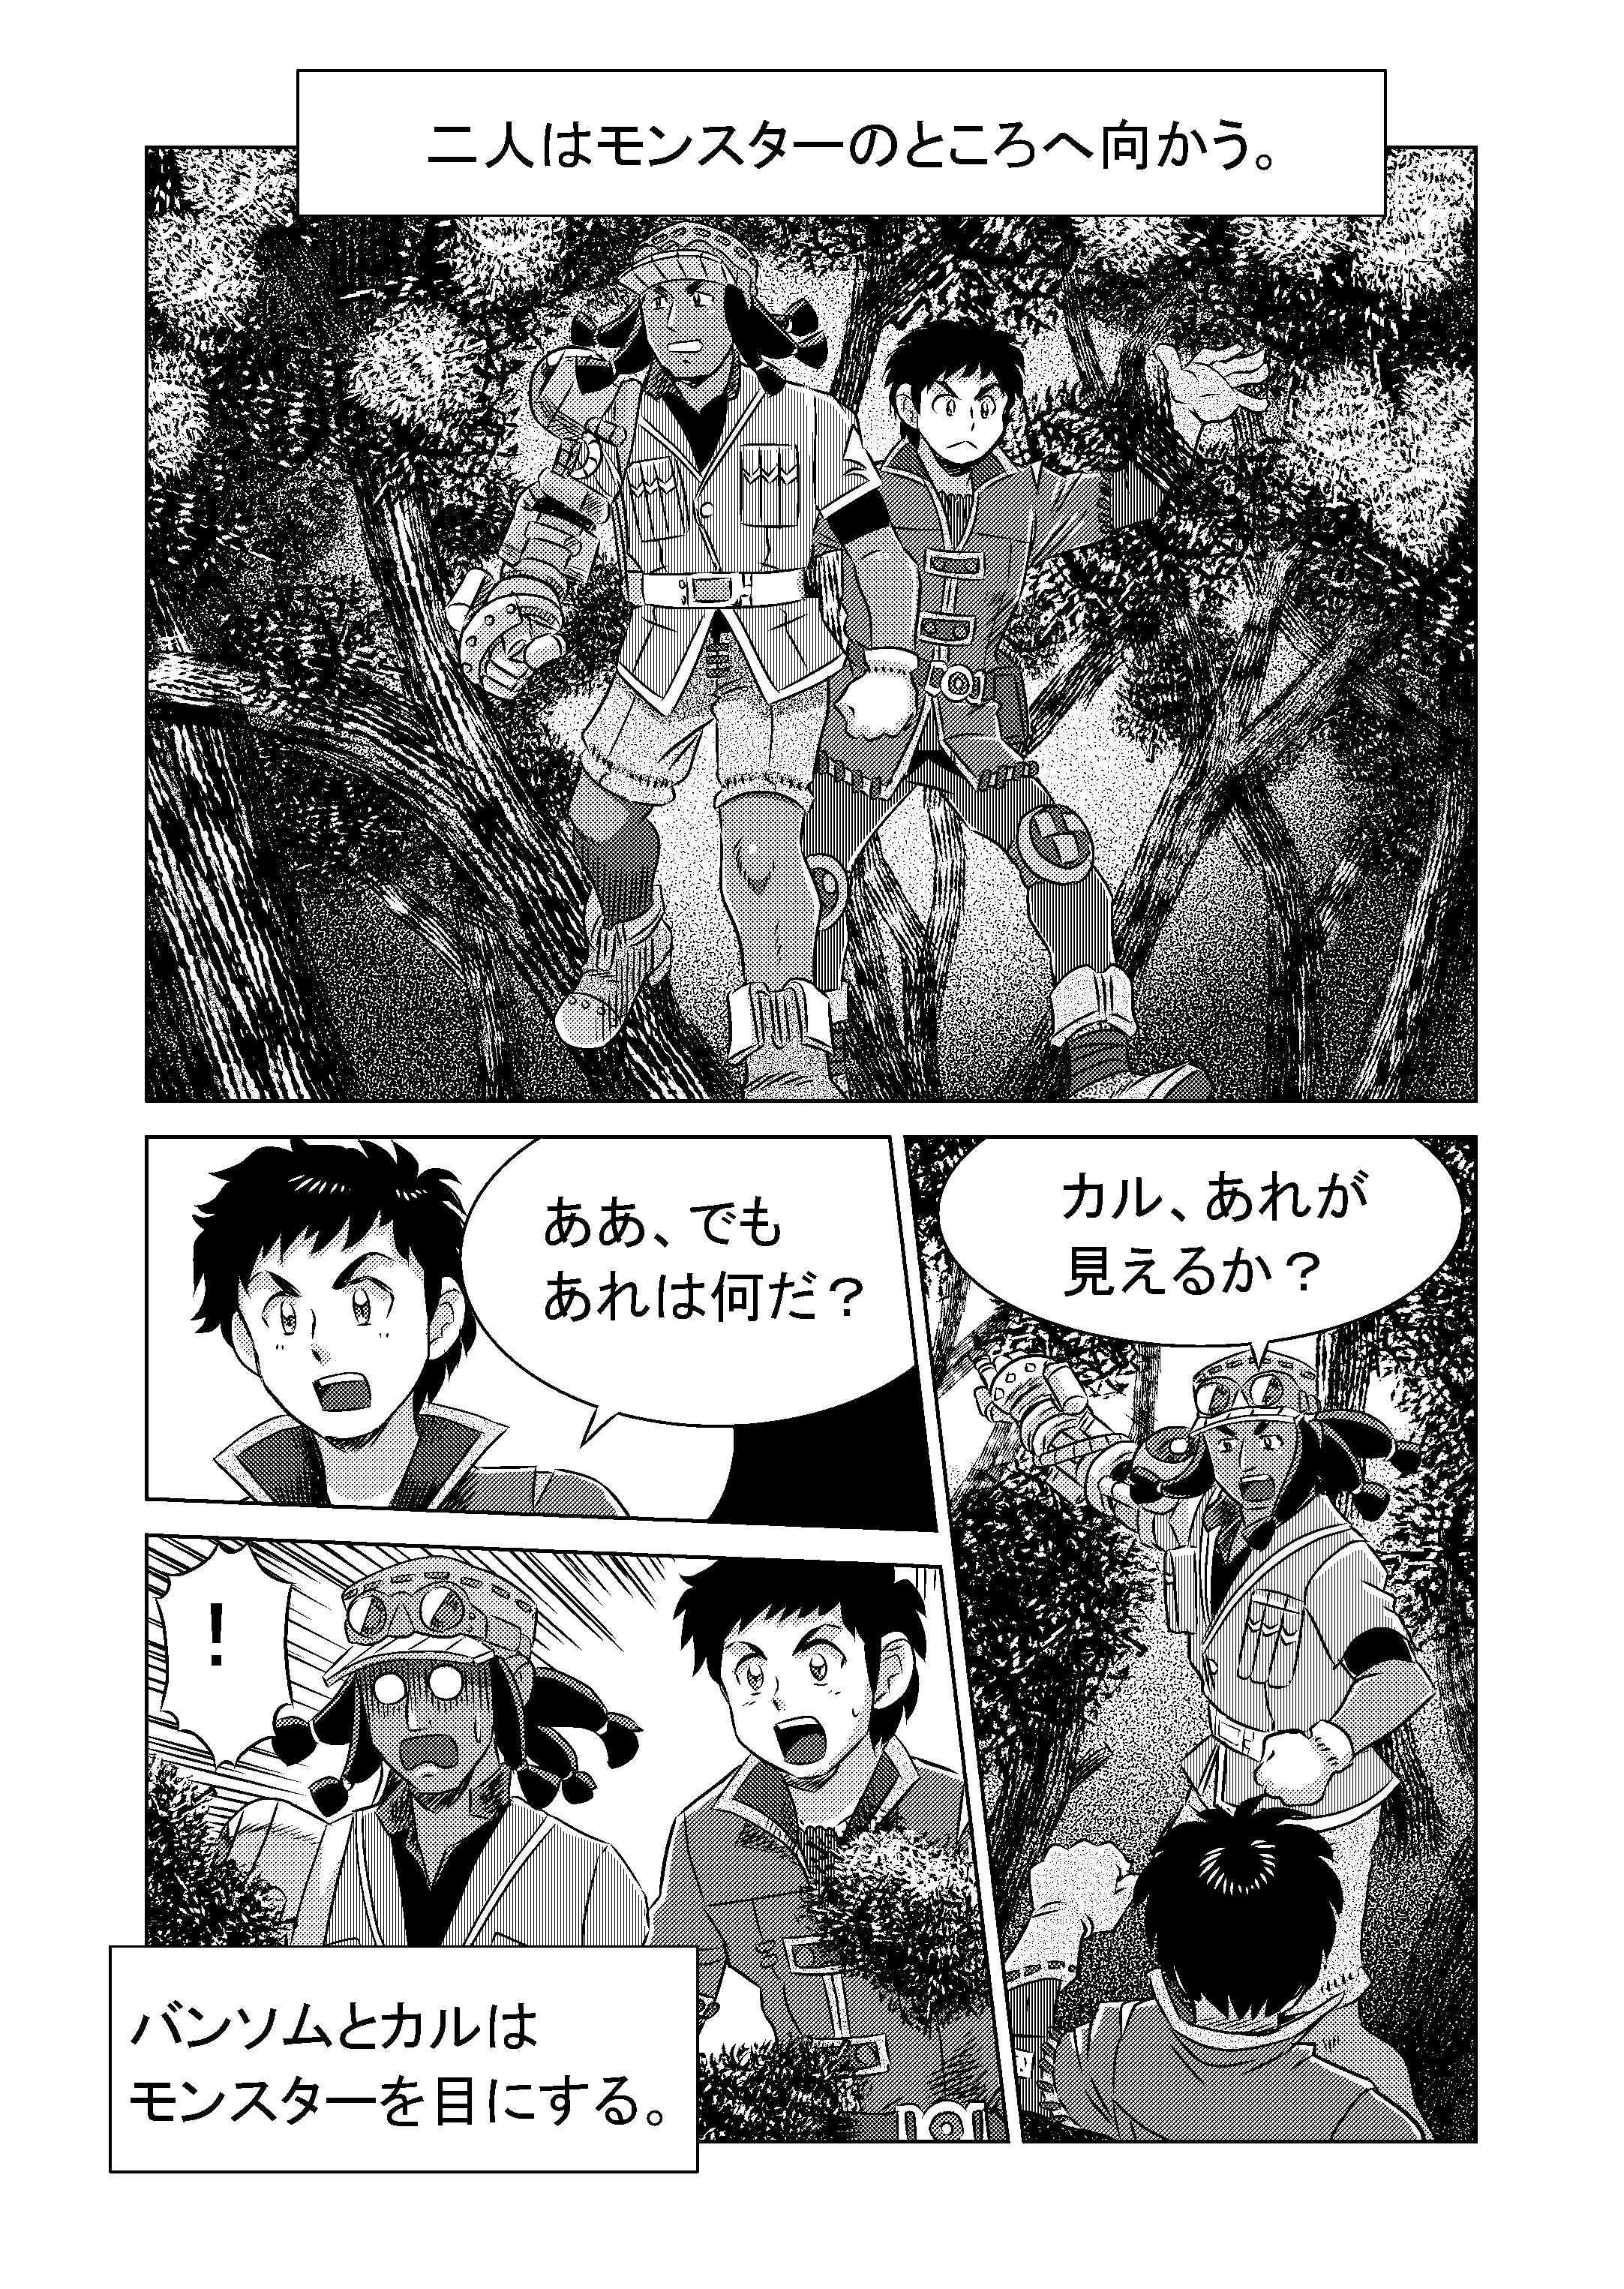 二人はモンスターのところへ向かう。
カル、あれが
見えるか？
ああ、でも
あれは何だ？
！
バンソムとカルは
モンスターを目にする。